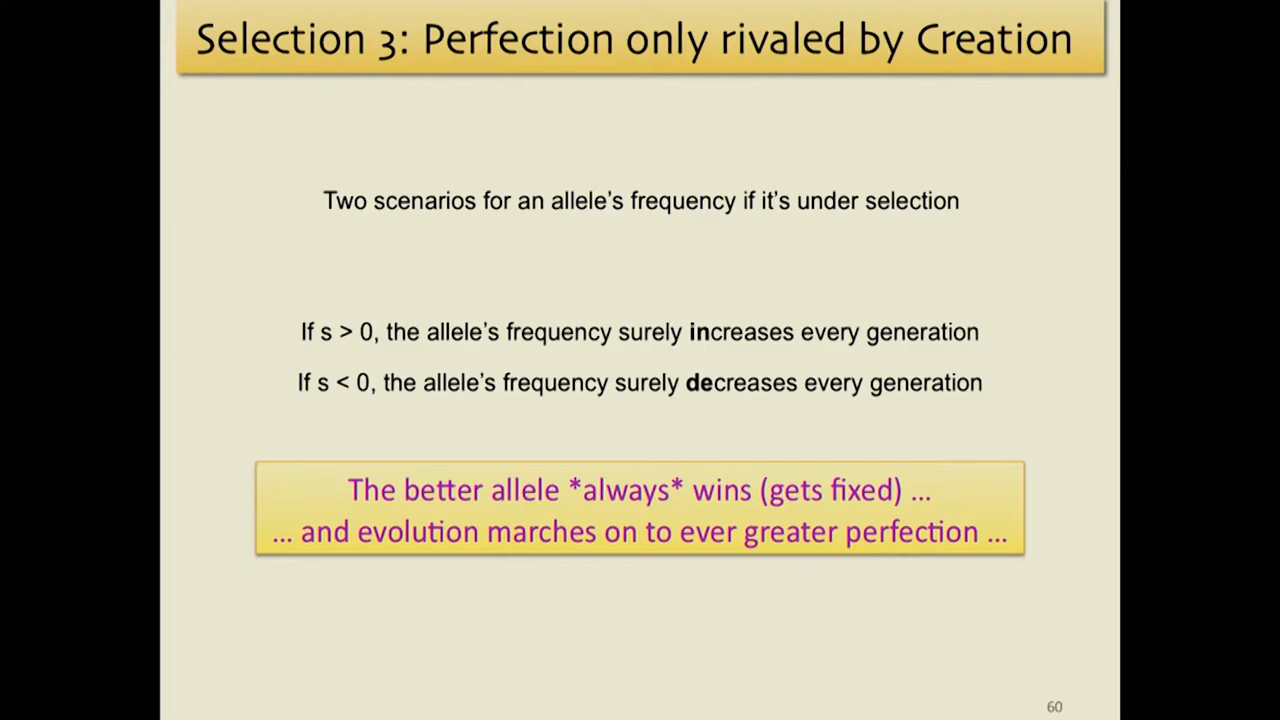 Selection 3: Perfection only rivaled by Creation
Two scenarios for an allele’s frequency if it’s under selection
If s > 0, the allele’s frequency surely increases every generation
If s < 0, the allele’s frequency surely decreases every generation
The better allele *always* wins (gets fixed) ...
... and evolution marches on to ever greater perfection ...
60